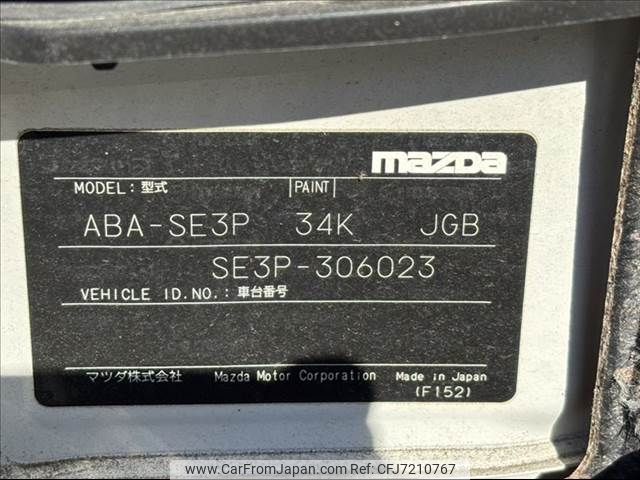 mazda
MODEL: 型式 |PAINT|
ABA-SE3P 34K JGB
SE3P-306023
VEHICLE ID.NO.: 車台番号
マツダ株式会社 Mazda Motor Corporation Made in Japan
(F152)
www.CarFromJapan.com | Ref: CFJ7210767